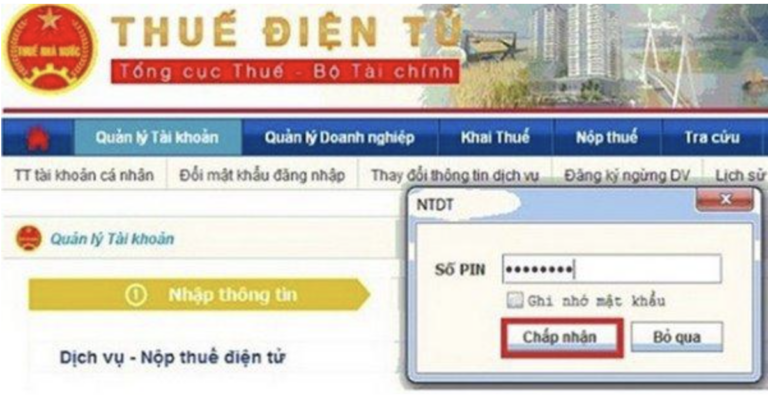 THUẾ NHÀ NƯỚC
THUẾ ĐIỆN TỬ
Tổng cục Thuế - Bộ Tài chính
Quản lý Tài khoản Quản lý Doanh nghiệp Khai Thuế Nộp thuế Tra cứu
TT tài khoản cá nhân Đổi mật khẩu đăng nhập Thay đổi thông tin dịch vụ Đăng ký ngừng DV Lịch sử
NTDT
Quản lý Tài khoản
Số PIN ••••••••
Ghi nhớ mật khẩu
1 Nhập thông tin
Chấp nhận Bỏ qua
Dịch vụ - Nộp thuế điện tử